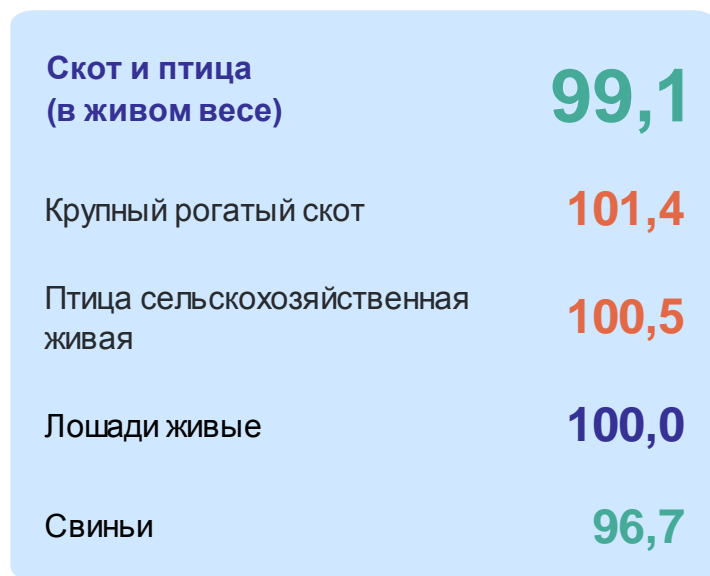 Скот и птица
(в живом весе)
99,1
Крупный рогатый скот
101,4
Птица сельскохозяйственная
живая
100,5
Лошади живые
100,0
Свиньи
96,7